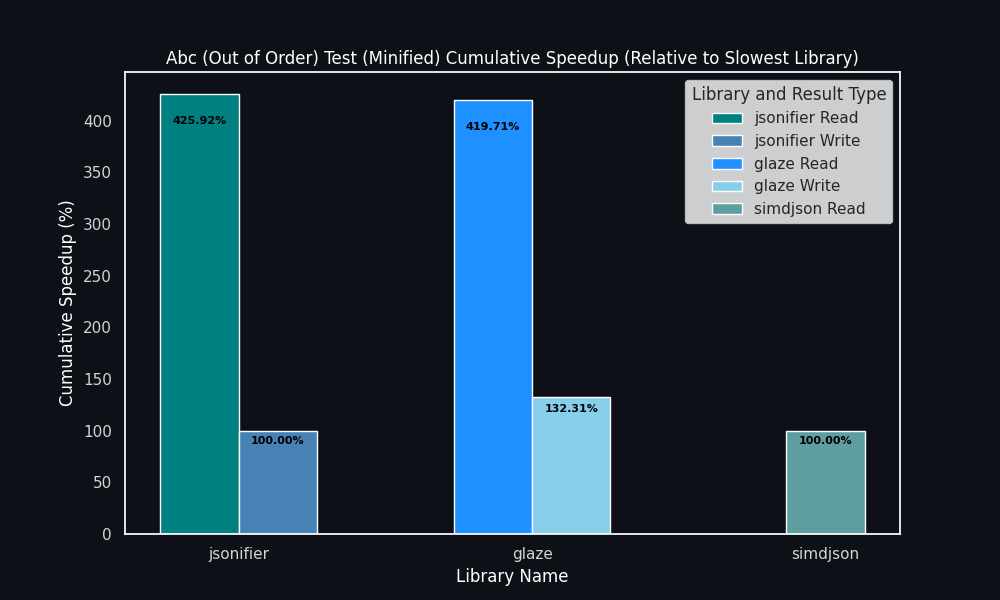 Abc (Out of Order) Test (Minified) Cumulative Speedup (Relative to Slowest Library)
Library and Result Type
jsonifier Read
jsonifier Write
glaze Read
glaze Write
simdjson Read
Cumulative Speedup (%)
400
350
300
250
200
150
100
50
0
425.92%
100.00%
419.71%
132.31%
100.00%
jsonifier
glaze
simdjson
Library Name